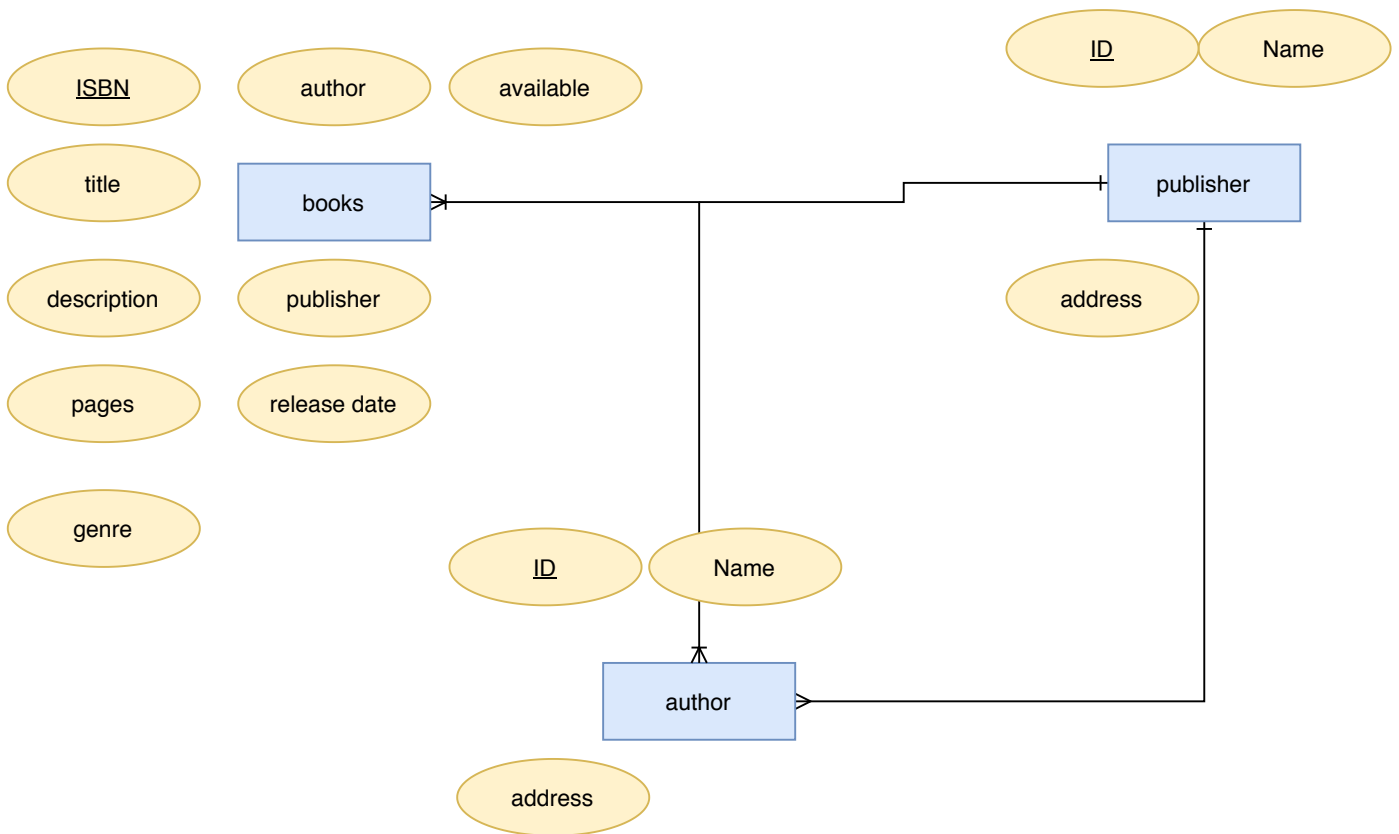 ID
Name
ISBN
author
available
title
books
publisher
description
publisher
address
pages
release date
genre
ID
Name
author
address